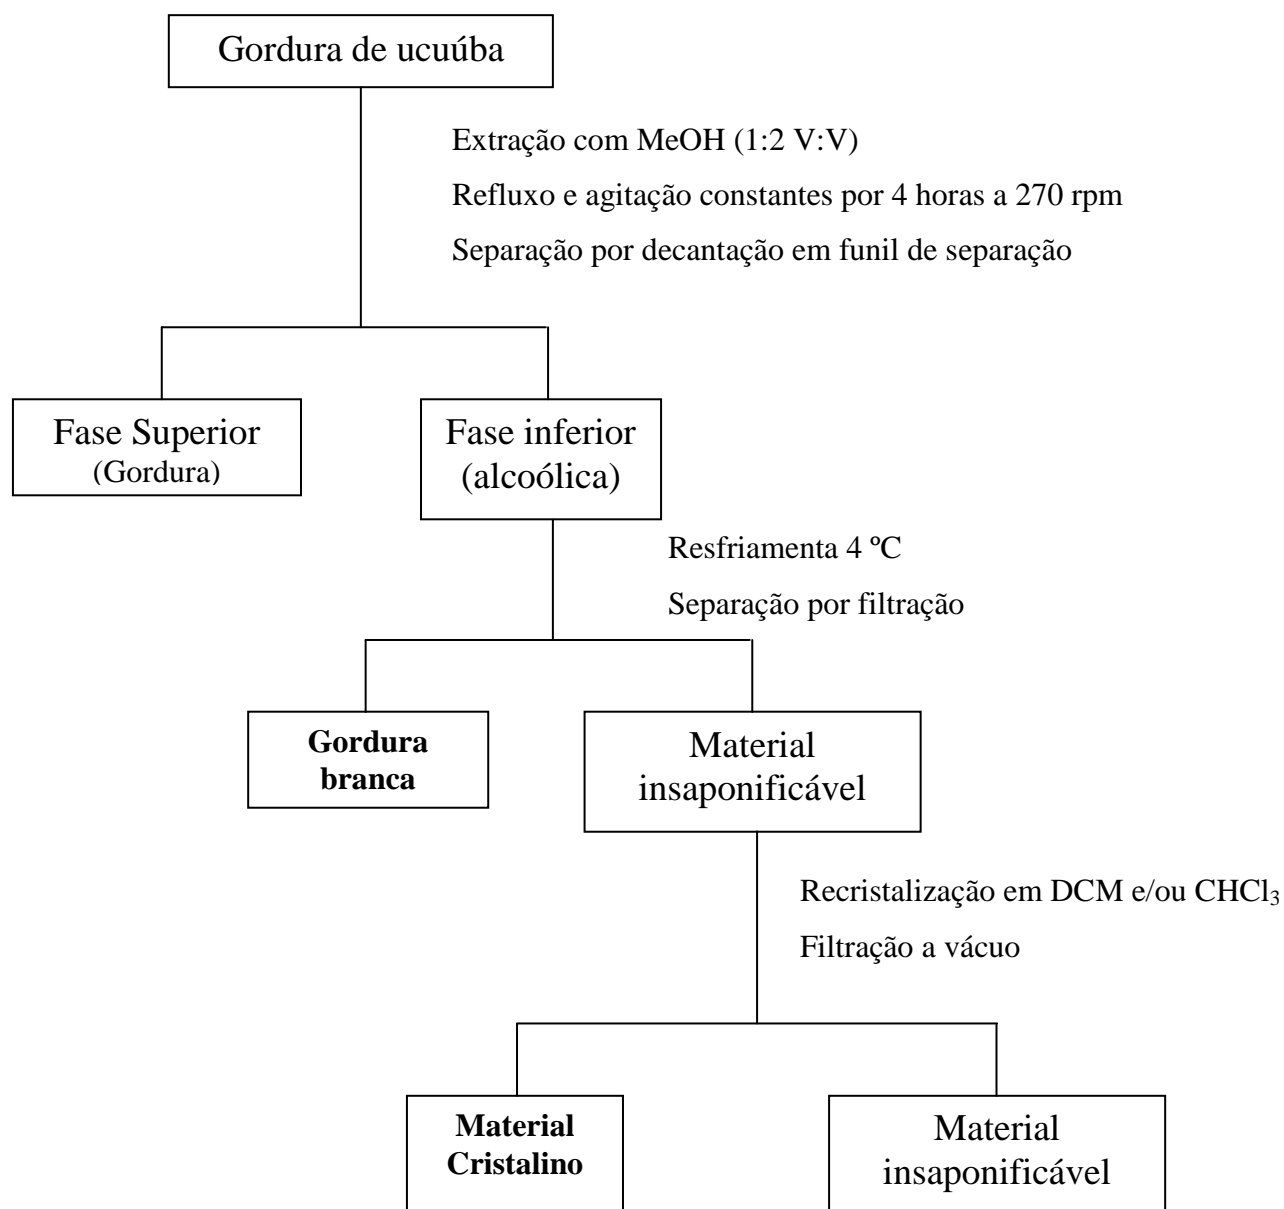 Gordura de ucuúba
Extração com MeOH (1:2 V:V)
Refluxo e agitação constantes por 4 horas a 270 rpm
Separação por decantação em funil de separação
Fase Superior
(Gordura)
Fase inferior
(alcoólica)
Resfriamenta 4 ºC
Separação por filtração
Gordura
branca
Material
insaponificável
Recristalização em DCM e/ou CHCl₃
Filtração a vácuo
Material
Cristalino
Material
insaponificável